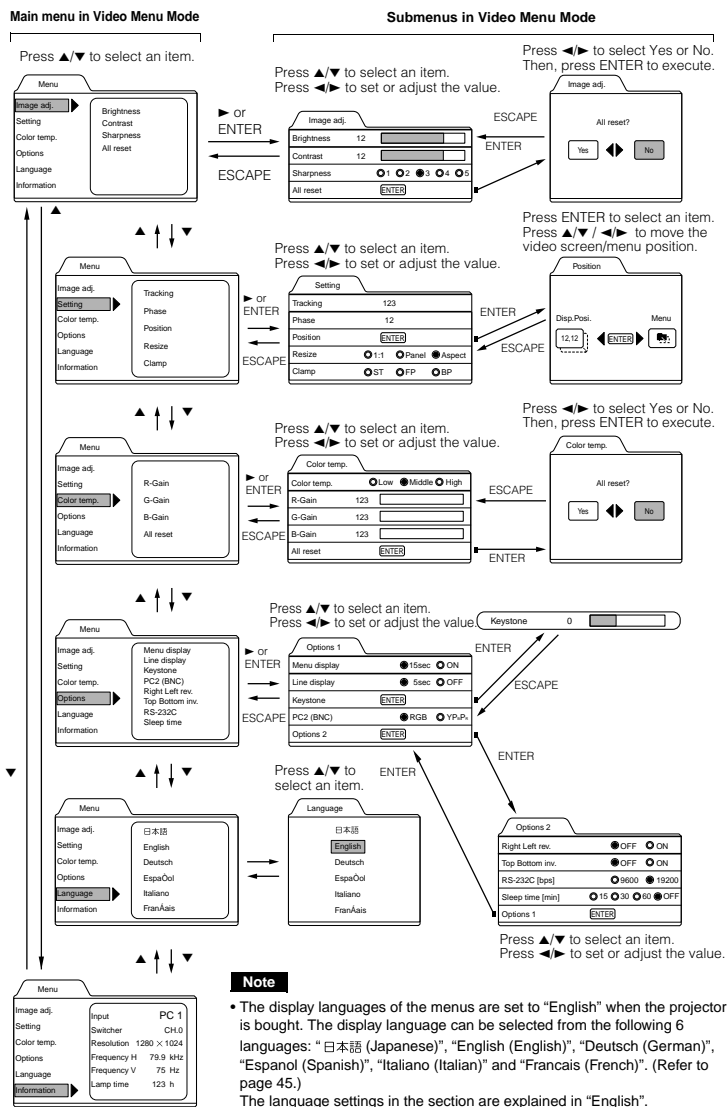 Main menu in Video Menu Mode
Submenus in Video Menu Mode
Press ▲/▼ to select an item.
Menu
Image adj.
Setting
Color temp.
Options
Language
Information
Brightness
Contrast
Sharpness
All reset
► or
ENTER
ESCAPE
Press ▲/▼ to select an item.
Press ◄/► to set or adjust the value.
Image adj.
Brightness 12
Contrast 12
Sharpness 1 2 3 4 5
All reset ENTER
ESCAPE
ENTER
Press ◄/► to select Yes or No.
Then, press ENTER to execute.
Image adj.
All reset?
Yes No
▲
▲ ▼
Menu
Image adj.
Setting
Color temp.
Options
Language
Information
Tracking
Phase
Position
Resize
Clamp
► or
ENTER
ESCAPE
Press ▲/▼ to select an item.
Press ◄/► to set or adjust the value.
Setting
Tracking 123
Phase 12
Position ENTER
Resize 1:1 Panel Aspect
Clamp ST FP BP
ENTER
ESCAPE
Press ENTER to select an item.
Press ▲/▼ / ◄/► to move the
video screen/menu position.
Position
Disp.Posi. Menu
12,12 ENTER
▲ ▼
Menu
Image adj.
Setting
Color temp.
Options
Language
Information
R-Gain
G-Gain
B-Gain
All reset
► or
ENTER
ESCAPE
Press ▲/▼ to select an item.
Press ◄/► to set or adjust the value.
Color temp.
Color temp. Low Middle High
R-Gain 123
G-Gain 123
B-Gain 123
All reset ENTER
ESCAPE
ENTER
Press ◄/► to select Yes or No.
Then, press ENTER to execute.
Color temp.
All reset?
Yes No
▲ ▼
Menu
Image adj.
Setting
Color temp.
Options
Language
Information
Menu display
Line display
Keystone
PC2 (BNC)
Right Left rev.
Top Bottom inv.
RS-232C
Sleep time
► or
ENTER
ESCAPE
Press ▲/▼ to select an item.
Press ◄/► to set or adjust the value.
Options 1
Menu display 15sec ON
Line display 5sec OFF
Keystone ENTER
PC2 (BNC) RGB YPBPR
Options 2 ENTER
Keystone 0
ENTER
ESCAPE
ENTER
ENTER
▼
▲ ▼
Menu
Image adj.
Setting
Color temp.
Options
Language
Information
日本語
English
Deutsch
EspaÒol
Italiano
FranÁais
Press ▲/▼ to
select an item.
Language
日本語
English
Deutsch
EspaÒol
Italiano
FranÁais
Options 2
Right Left rev. OFF ON
Top Bottom inv. OFF ON
RS-232C [bps] 9600 19200
Sleep time [min] 15 30 60 OFF
Options 1 ENTER
Press ▲/▼ to select an item.
Press ◄/► to set or adjust the value.
▲ ▼
Menu
Image adj.
Setting
Color temp.
Options
Language
Information
Input PC 1
Switcher CH.0
Resolution 1280 × 1024
Frequency H 79.9 kHz
Frequency V 75 Hz
Lamp time 123 h
Note
• The display languages of the menus are set to “English” when the projector
is bought. The display language can be selected from the following 6
languages: “ 日本語 (Japanese)”, “English (English)”, “Deutsch (German)”,
“Espanol (Spanish)”, “Italiano (Italian)” and “Francais (French)”. (Refer to
page 45.)
The language settings in the section are explained in “English”.